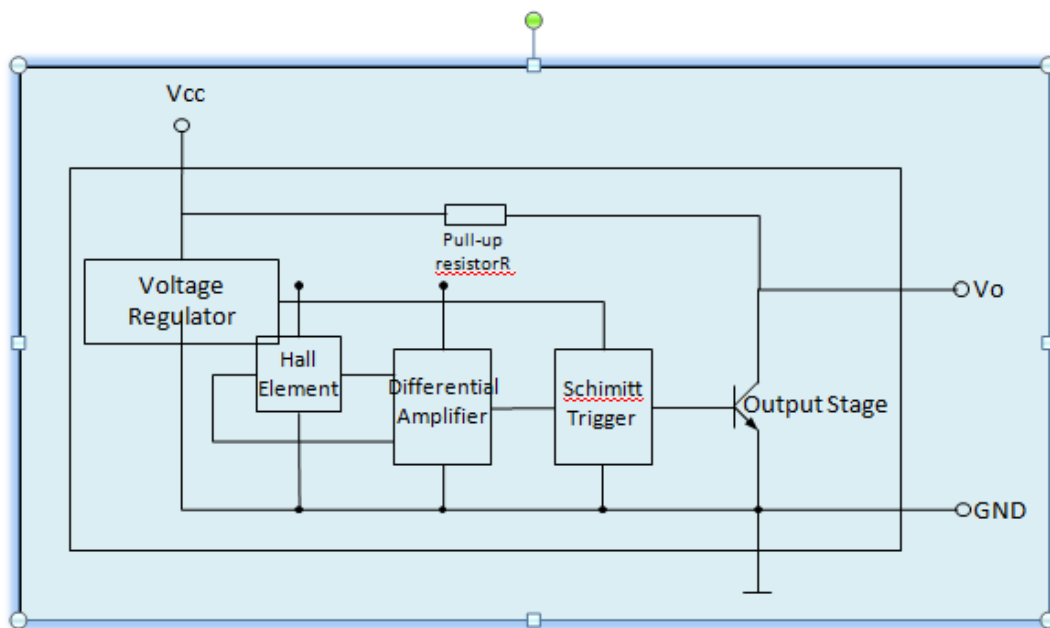 Vcc
Pull-up
resistorR
Voltage
Regulator
Vo
Hall
Element
Differential
Amplifier
Schimitt
Trigger
Output Stage
GND